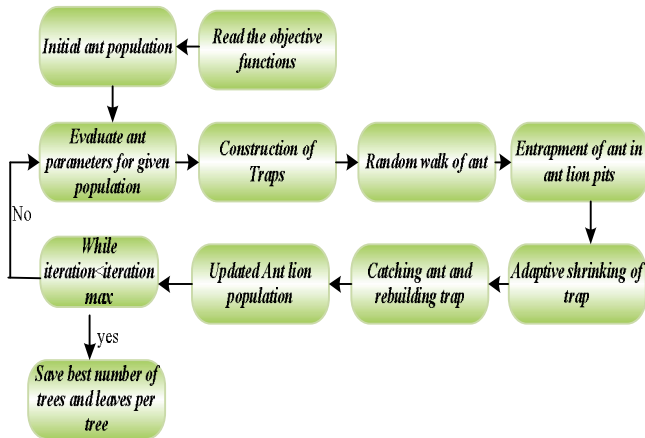 Initial ant population
Read the objective
functions
Evaluate ant
parameters for given
population
Construction of
Traps
Random walk of ant
Entrapment of ant in
ant lion pits
No
While
iteration<iteration
max
Updated Ant lion
population
Catching ant and
rebuilding trap
Adaptive shrinking of
trap
yes
Save best number of
trees and leaves per
tree